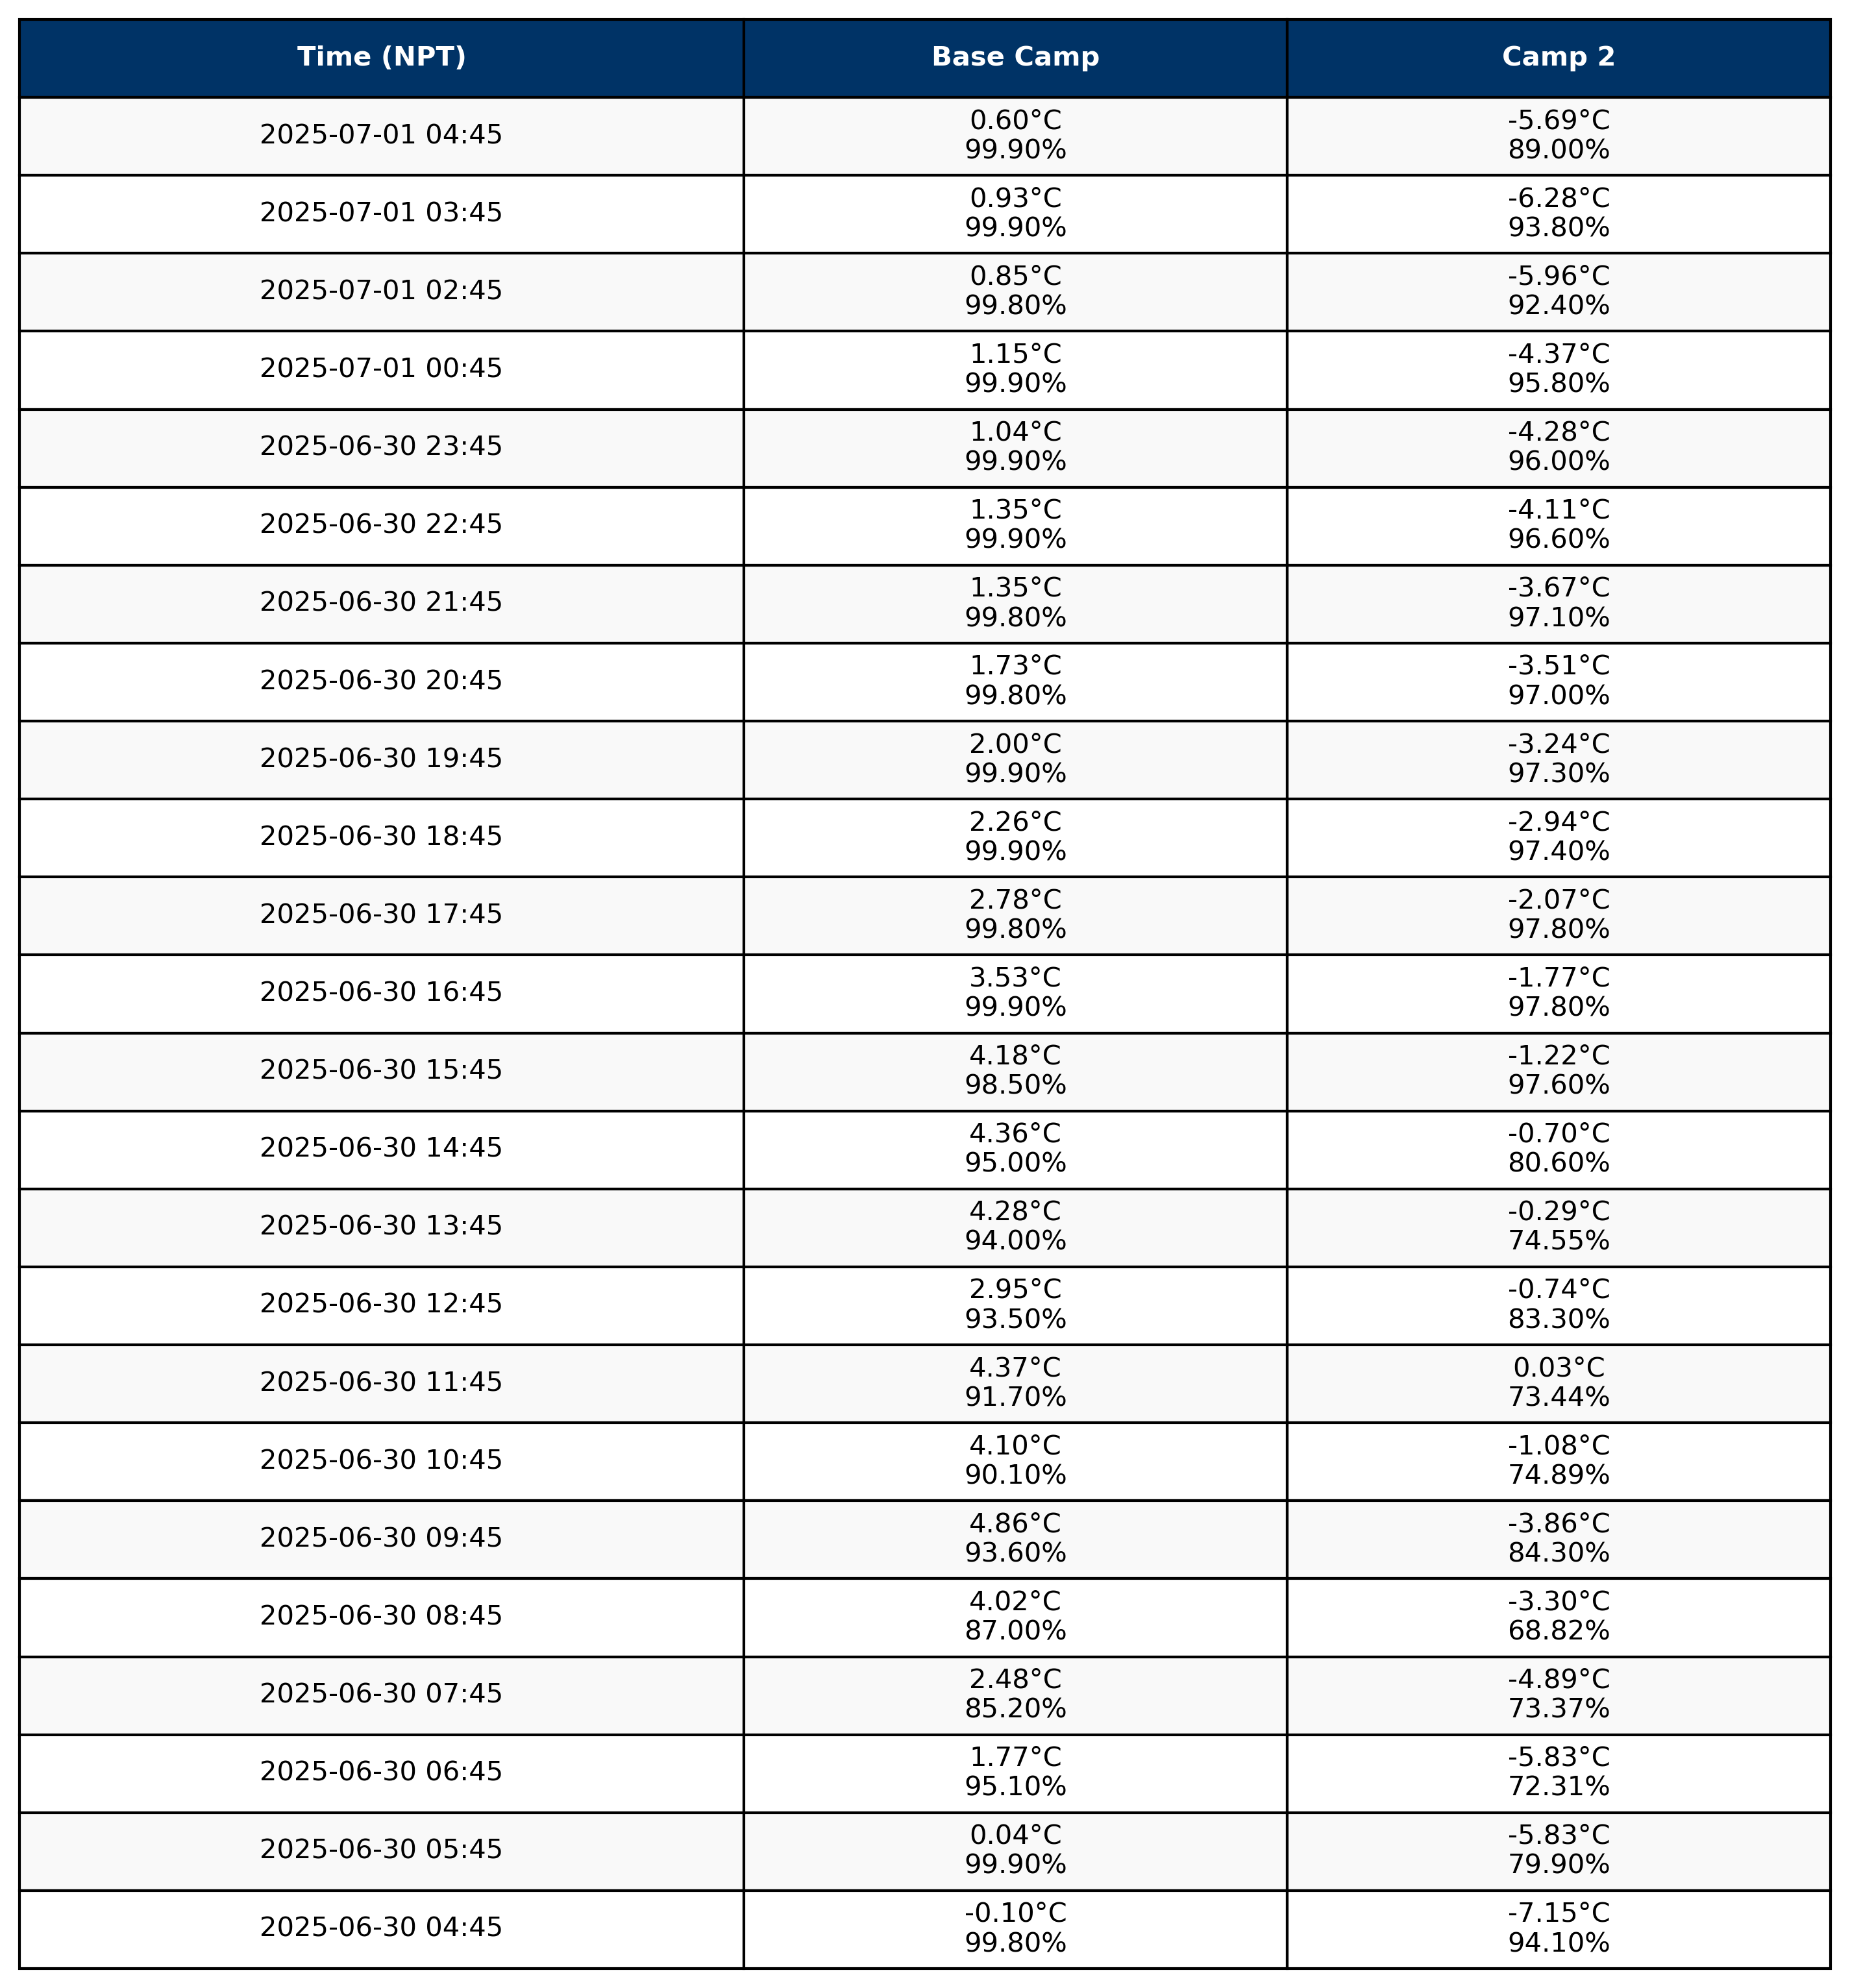 Time (NPT) Base Camp Camp 2
2025-07-01 04:45 0.60°C -5.69°C
99.90% 89.00%
2025-07-01 03:45 0.93°C -6.28°C
99.90% 93.80%
2025-07-01 02:45 0.85°C -5.96°C
99.80% 92.40%
2025-07-01 00:45 1.15°C -4.37°C
99.90% 95.80%
2025-06-30 23:45 1.04°C -4.28°C
99.90% 96.00%
2025-06-30 22:45 1.35°C -4.11°C
99.90% 96.60%
2025-06-30 21:45 1.35°C -3.67°C
99.80% 97.10%
2025-06-30 20:45 1.73°C -3.51°C
99.80% 97.00%
2025-06-30 19:45 2.00°C -3.24°C
99.90% 97.30%
2025-06-30 18:45 2.26°C -2.94°C
99.90% 97.40%
2025-06-30 17:45 2.78°C -2.07°C
99.80% 97.80%
2025-06-30 16:45 3.53°C -1.77°C
99.90% 97.80%
2025-06-30 15:45 4.18°C -1.22°C
98.50% 97.60%
2025-06-30 14:45 4.36°C -0.70°C
95.00% 80.60%
2025-06-30 13:45 4.28°C -0.29°C
94.00% 74.55%
2025-06-30 12:45 2.95°C -0.74°C
93.50% 83.30%
2025-06-30 11:45 4.37°C 0.03°C
91.70% 73.44%
2025-06-30 10:45 4.10°C -1.08°C
90.10% 74.89%
2025-06-30 09:45 4.86°C -3.86°C
93.60% 84.30%
2025-06-30 08:45 4.02°C -3.30°C
87.00% 68.82%
2025-06-30 07:45 2.48°C -4.89°C
85.20% 73.37%
2025-06-30 06:45 1.77°C -5.83°C
95.10% 72.31%
2025-06-30 05:45 0.04°C -5.83°C
99.90% 79.90%
2025-06-30 04:45 -0.10°C -7.15°C
99.80% 94.10%